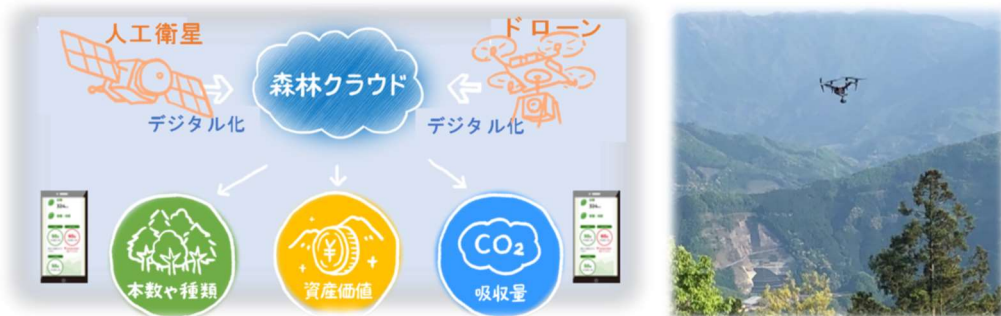 人工衛星
ドローン
森林クラウド
デジタル化
デジタル化
本数や種類
資産価値
¥
CO₂
吸収量